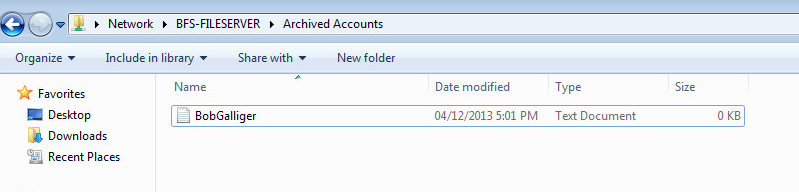 Network BFS-FILESERVER Archived Accounts
Organize Include in library Share with New folder
Favorites
Desktop
Downloads
Recent Places
Name Date modified Type Size
BobGalliger 04/12/2013 5:01 PM Text Document 0 KB